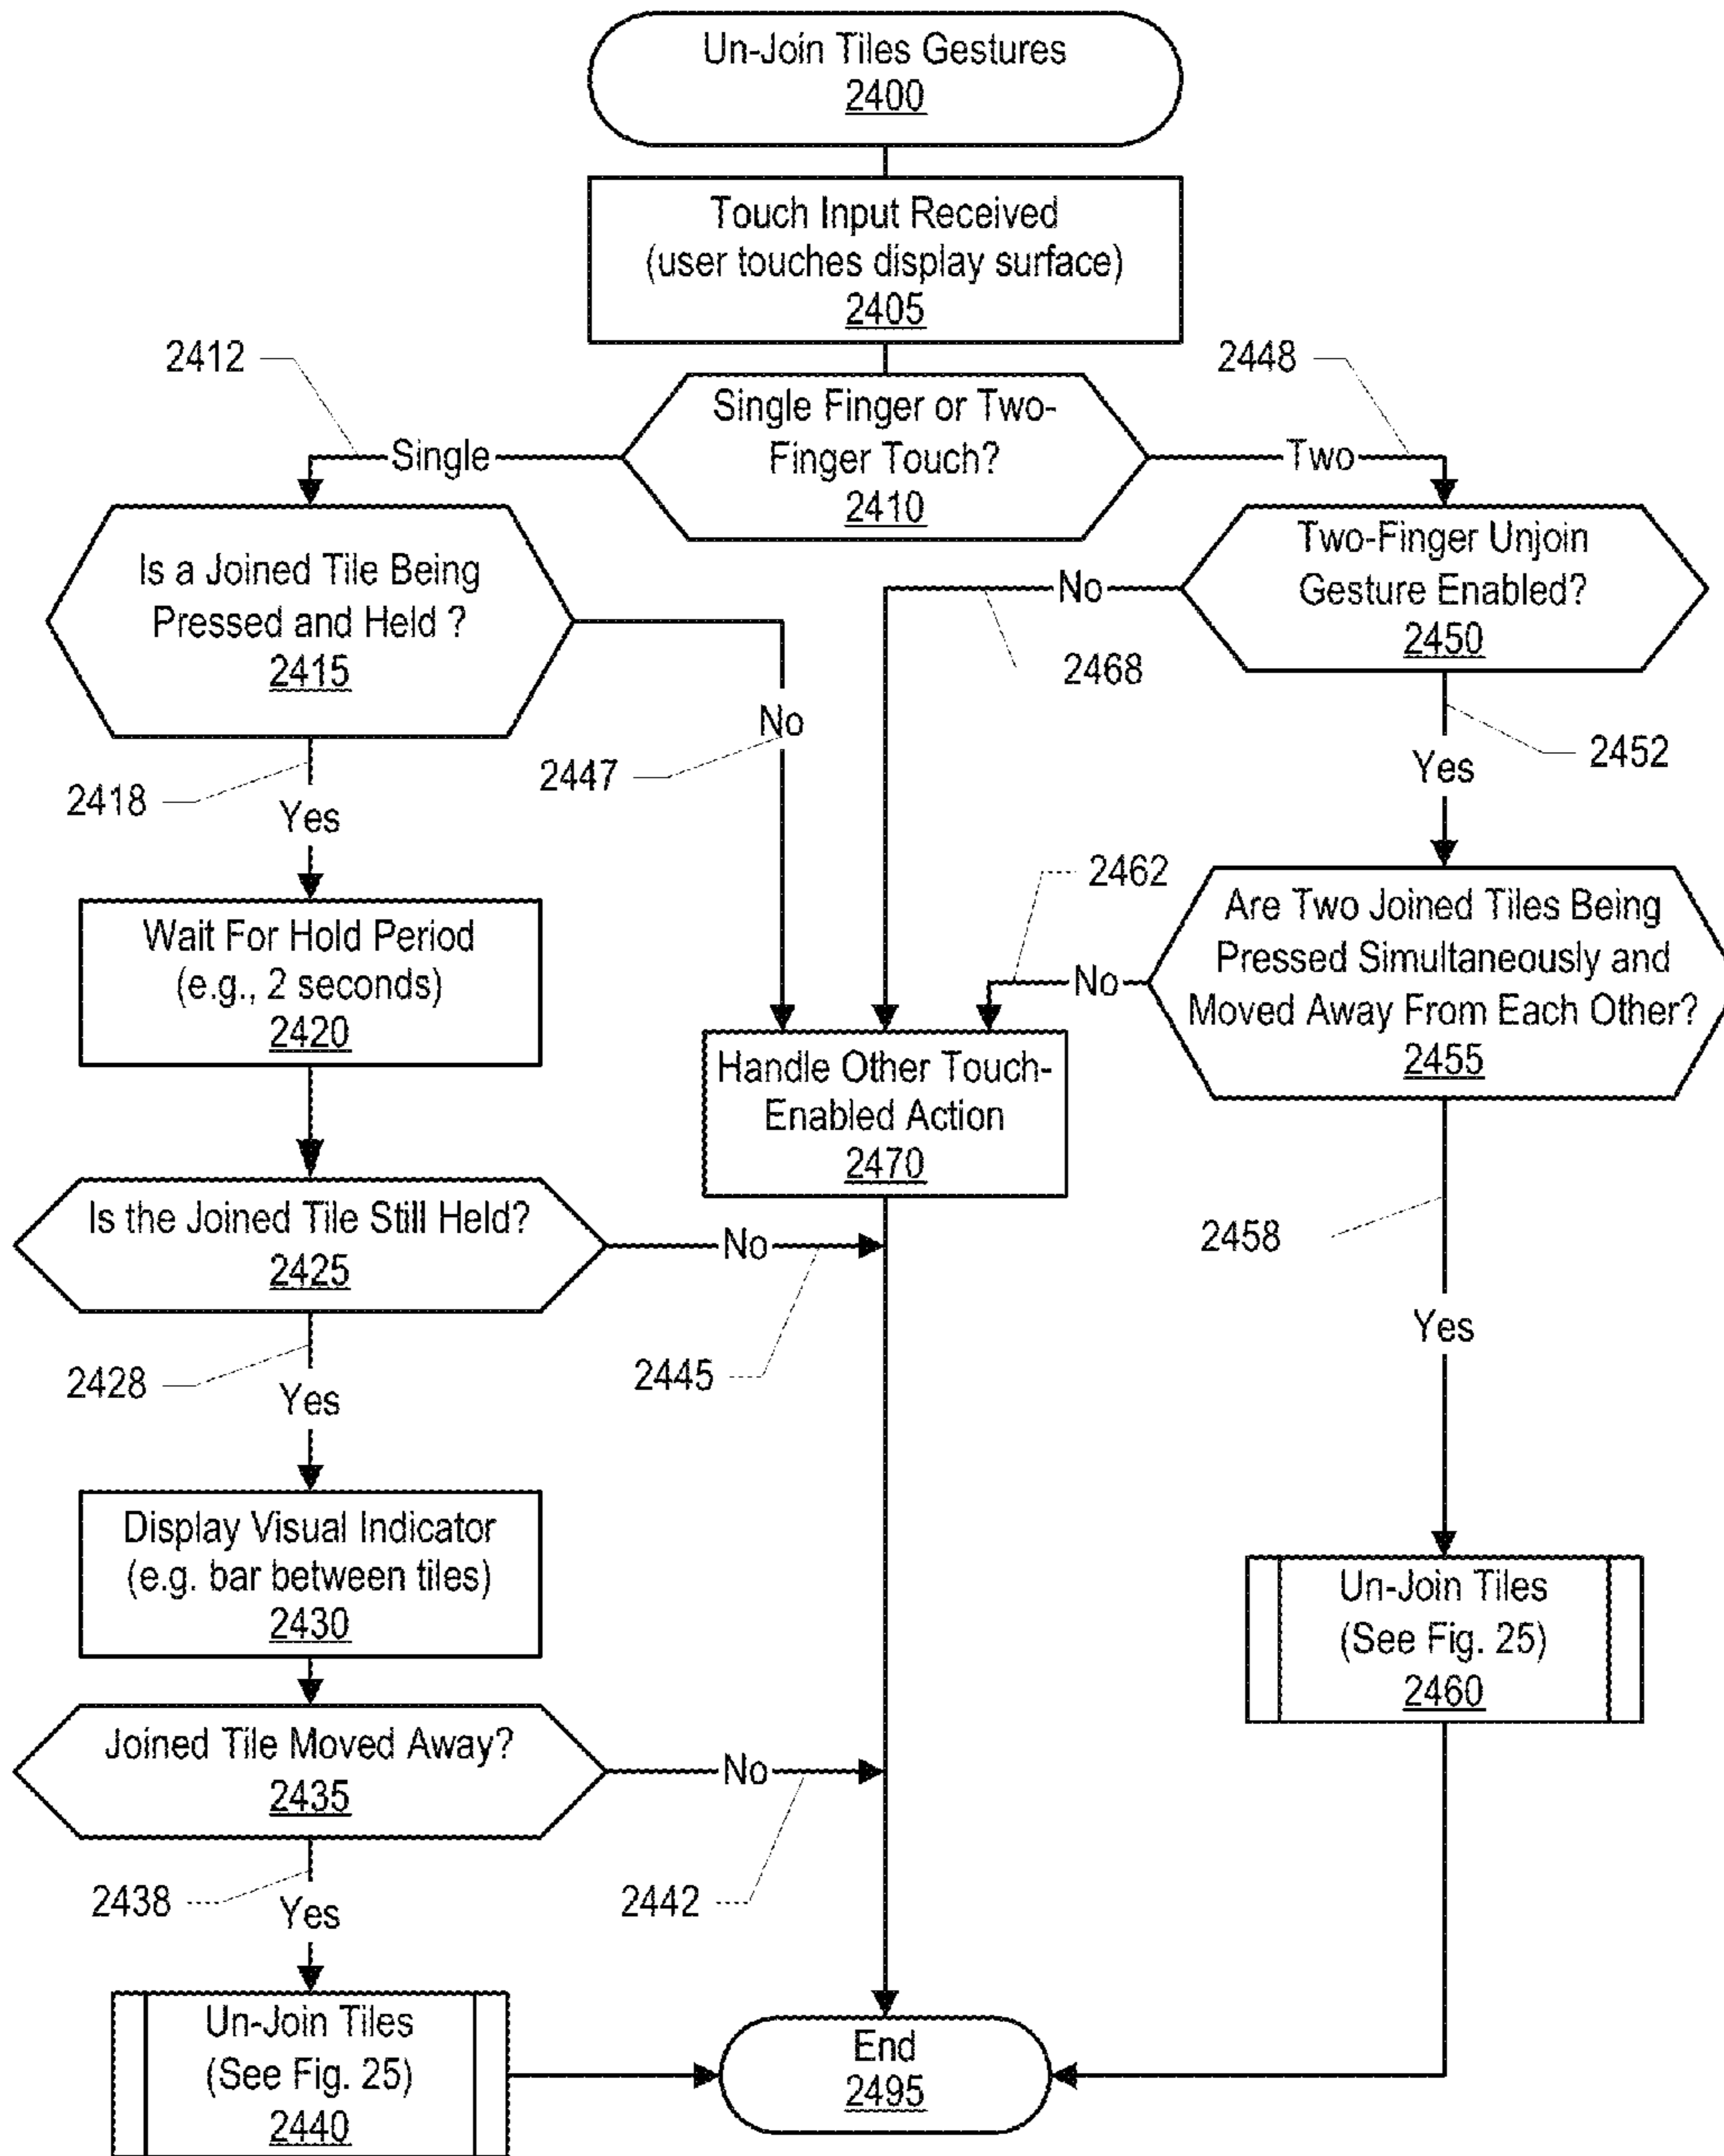 Un-Join Tiles Gestures
2400
Touch Input Received
(user touches display surface)
2405
2412
2448
Single Finger or Two-
Finger Touch?
2410
Single
Two
Is a Joined Tile Being
Pressed and Held ?
2415
Two-Finger Unjoin
Gesture Enabled?
2450
No
2468
No
2447
2418
Yes
2452
Yes
2462
Wait For Hold Period
(e.g., 2 seconds)
2420
Are Two Joined Tiles Being
Pressed Simultaneously and
Moved Away From Each Other?
2455
No
Handle Other Touch-
Enabled Action
2470
Is the Joined Tile Still Held?
2425
No
2445
2458
Yes
2428
Yes
Display Visual Indicator
(e.g. bar between tiles)
2430
Un-Join Tiles
(See Fig. 25)
2460
Joined Tile Moved Away?
2435
No
2442
2438
Yes
Un-Join Tiles
(See Fig. 25)
2440
End
2495